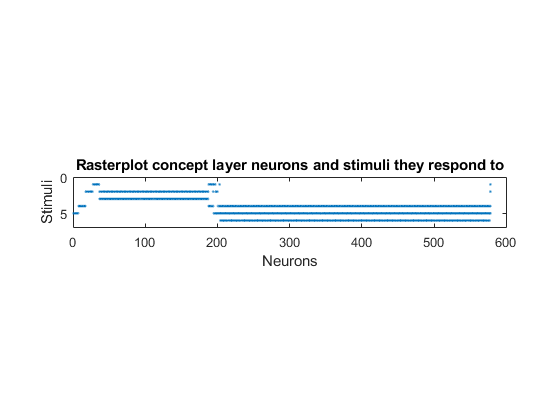 Rasterplot concept layer neurons and stimuli they respond to
Stimuli
0
5
0 100 200 300 400 500 600
Neurons